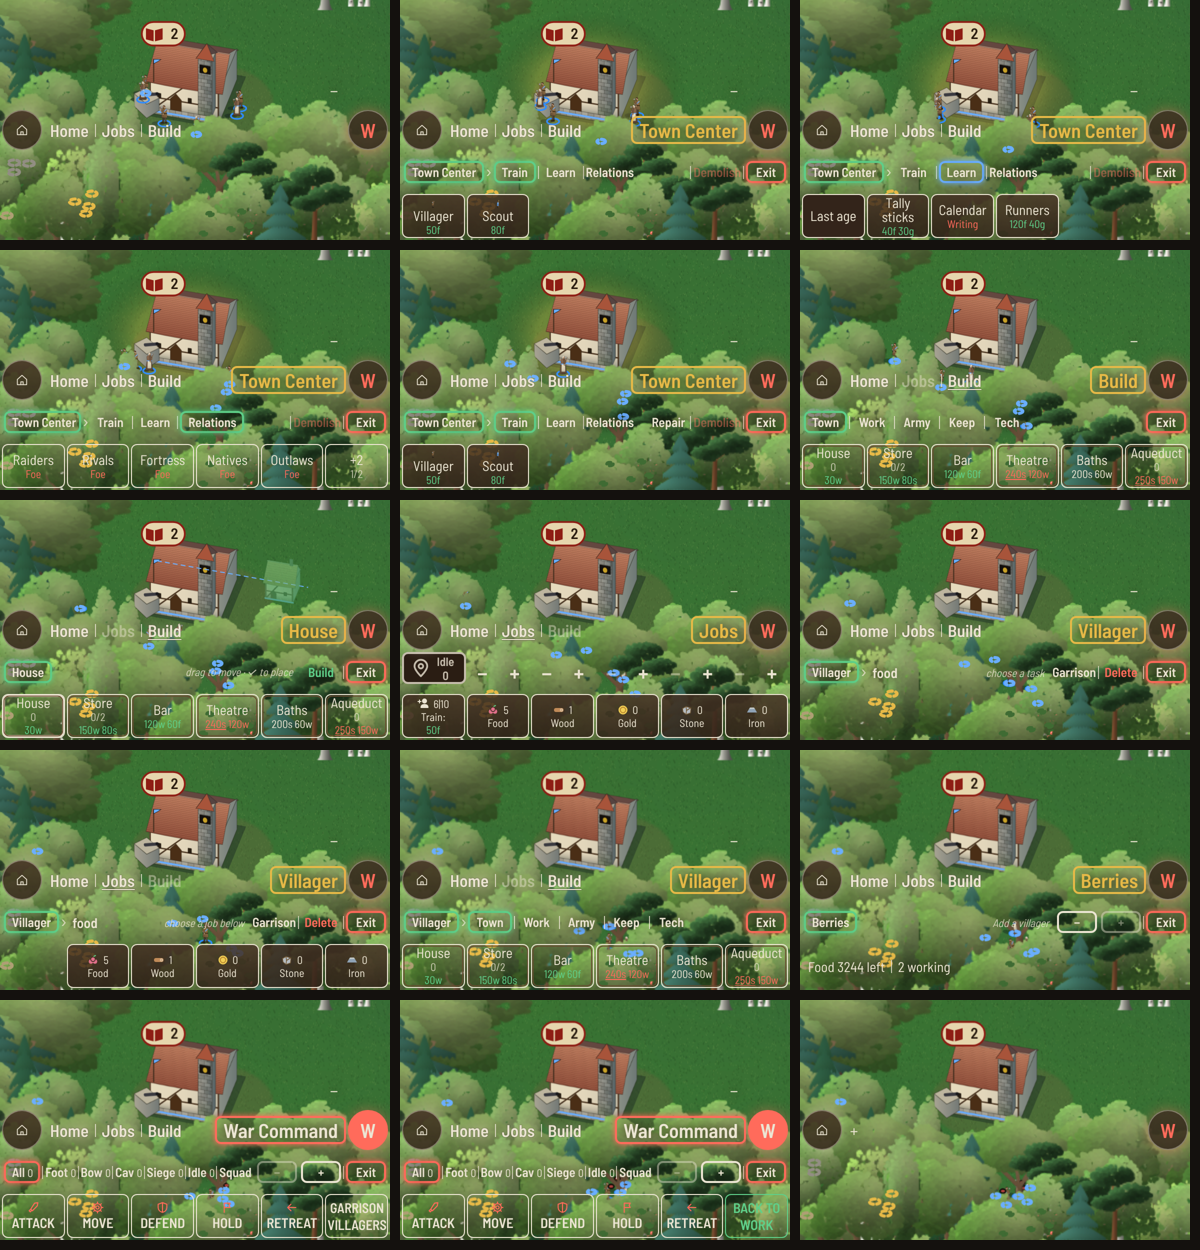 2
Home | Jobs | Build
W
2
Home | Jobs | Build
Town Center
W
Town Center › Train | Learn | Relations | Demolish | Exit
Villager
50f
Scout
80f
2
Home | Jobs | Build
Town Center
W
Town Center › Train | Learn | Relations | Demolish | Exit
Last age
Tally sticks
40f 30g
Calendar
Writing
Runners
120f 40g
2
Home | Jobs | Build
Town Center
W
Town Center › Train | Learn | Relations | Demolish | Exit
Raiders
Foe
Rivals
Foe
Fortress
Foe
Natives
Foe
Outlaws
Foe
+2
1/2
2
Home | Jobs | Build
Town Center
W
Town Center › Train | Learn | Relations Repair | Demolish | Exit
Villager
50f
Scout
80f
2
Home | Jobs | Build
Build
W
Town | Work | Army | Keep | Tech
Exit
House
0
30w
Store
0/2
150w 80s
Bar
120w 60f
Theatre
240s 120w
Baths
200s 60w
Aqueduct
0
250s 150w
2
Home | Jobs | Build
House
W
House
drag to move · ✓ to place
Build | Exit
House
0
30w
Store
0/2
150w 80s
Bar
120w 60f
Theatre
240s 120w
Baths
200s 60w
Aqueduct
0
250s 150w
2
Home | Jobs | Build
Jobs
W
Idle
0
− + − + − + − + − +
6|10
Train:
50f
5
Food
1
Wood
0
Gold
0
Stone
0
Iron
2
Home | Jobs | Build
Villager
W
Villager › food
choose a task Garrison | Delete | Exit
2
Home | Jobs | Build
Villager
W
Villager › food
choose a job below Garrison | Delete | Exit
5
Food
1
Wood
0
Gold
0
Stone
0
Iron
2
Home | Jobs | Build
Villager
W
Villager › Town | Work | Army | Keep | Tech
Exit
House
0
30w
Store
0/2
150w 80s
Bar
120w 60f
Theatre
240s 120w
Baths
200s 60w
Aqueduct
0
250s 150w
2
Home | Jobs | Build
Berries
W
Berries
Add a villager − + | Exit
Food 3244 left | 2 working
2
Home | Jobs | Build
War Command
W
All 0 | Foot 0 | Bow 0 | Cav 0 | Siege 0 | Idle 0 | Squad − + | Exit
ATTACK
MOVE
DEFEND
HOLD
RETREAT
GARRISON VILLAGERS
2
Home | Jobs | Build
War Command
W
All 0 | Foot 0 | Bow 0 | Cav 0 | Siege 0 | Idle 0 | Squad − + | Exit
ATTACK
MOVE
DEFEND
HOLD
RETREAT
BACK TO WORK
2
+
W